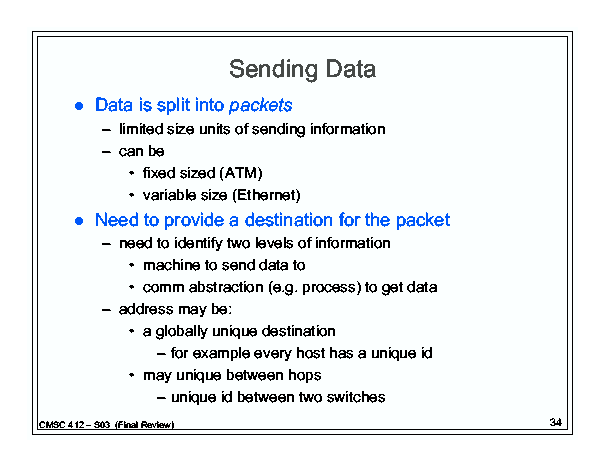 Sending Data
● Data is split into packets
– limited size units of sending information
– can be
• fixed sized (ATM)
• variable size (Ethernet)
● Need to provide a destination for the packet
– need to identify two levels of information
• machine to send data to
• comm abstraction (e.g. process) to get data
– address may be:
• a globally unique destination
– for example every host has a unique id
• may unique between hops
– unique id between two switches
CMSC 412 – S03 (Final Review)
34